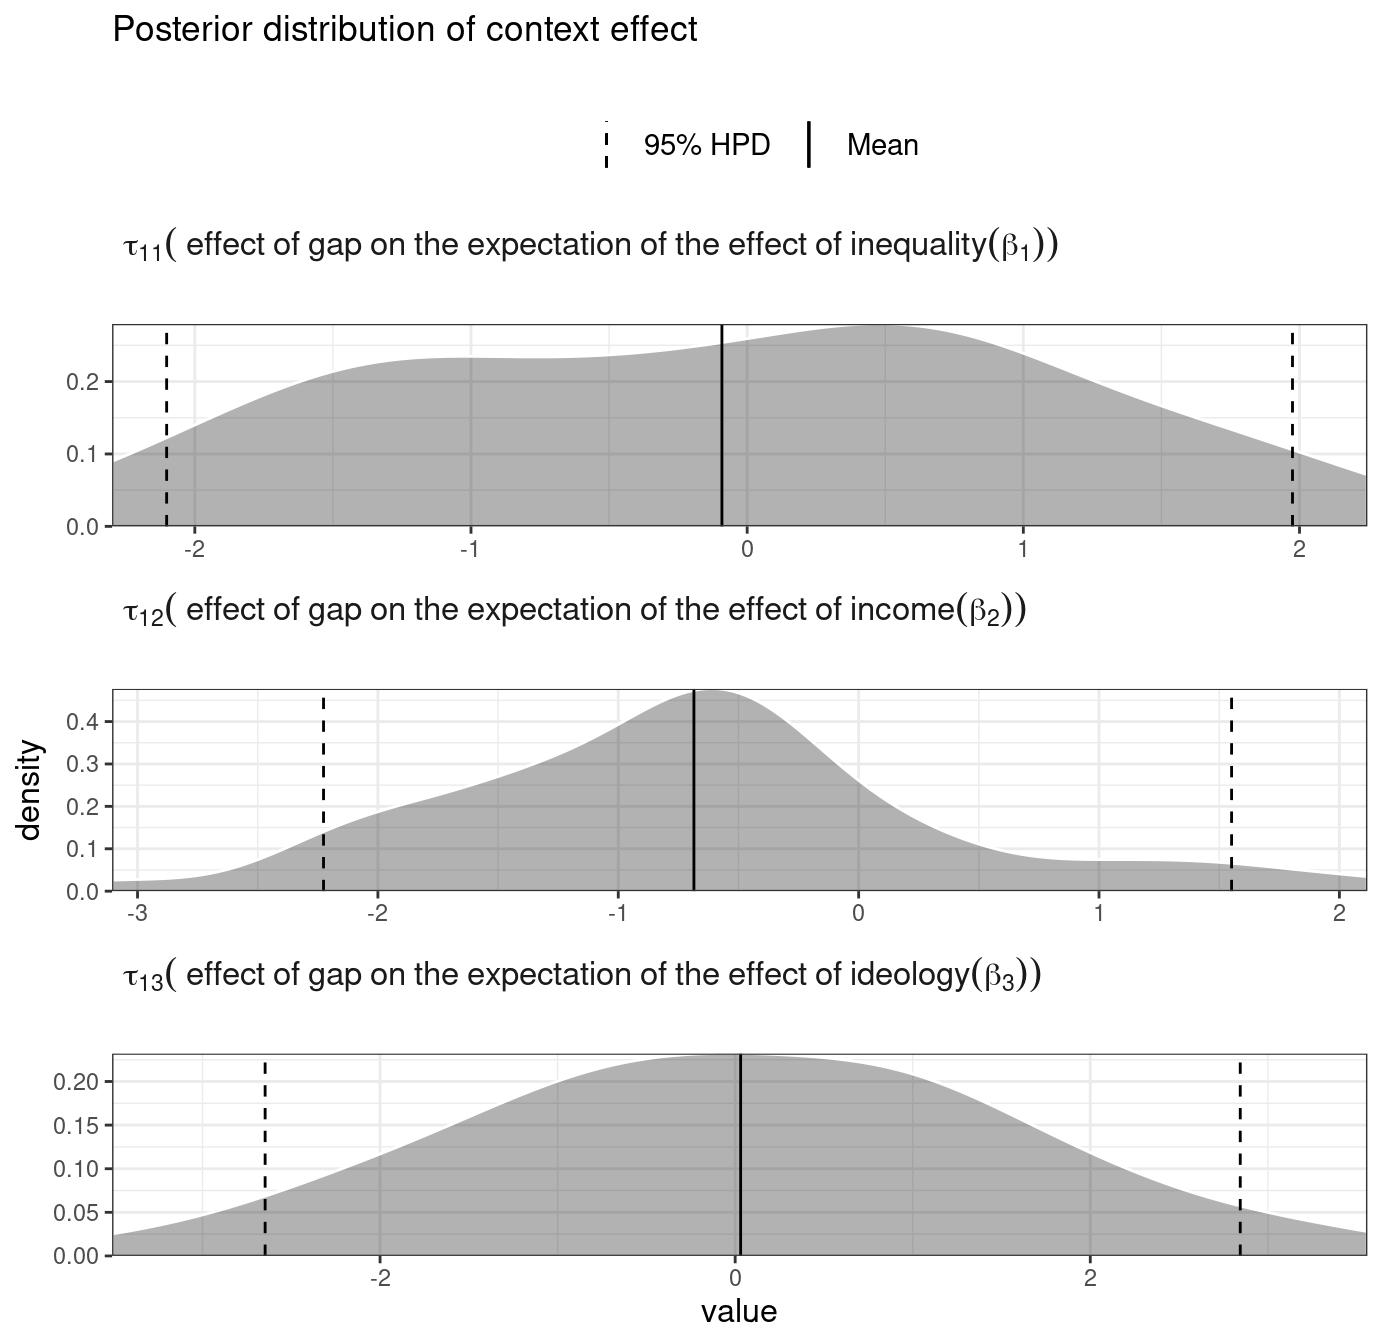 Posterior distribution of context effect
95% HPD Mean
τ11( effect of gap on the expectation of the effect of inequality(β1))
0.2
0.1
0.0
-2 -1 0 1 2
τ12( effect of gap on the expectation of the effect of income(β2))
density
0.4
0.3
0.2
0.1
0.0
-3 -2 -1 0 1 2
τ13( effect of gap on the expectation of the effect of ideology(β3))
0.20
0.15
0.10
0.05
0.00
-2 0 2
value